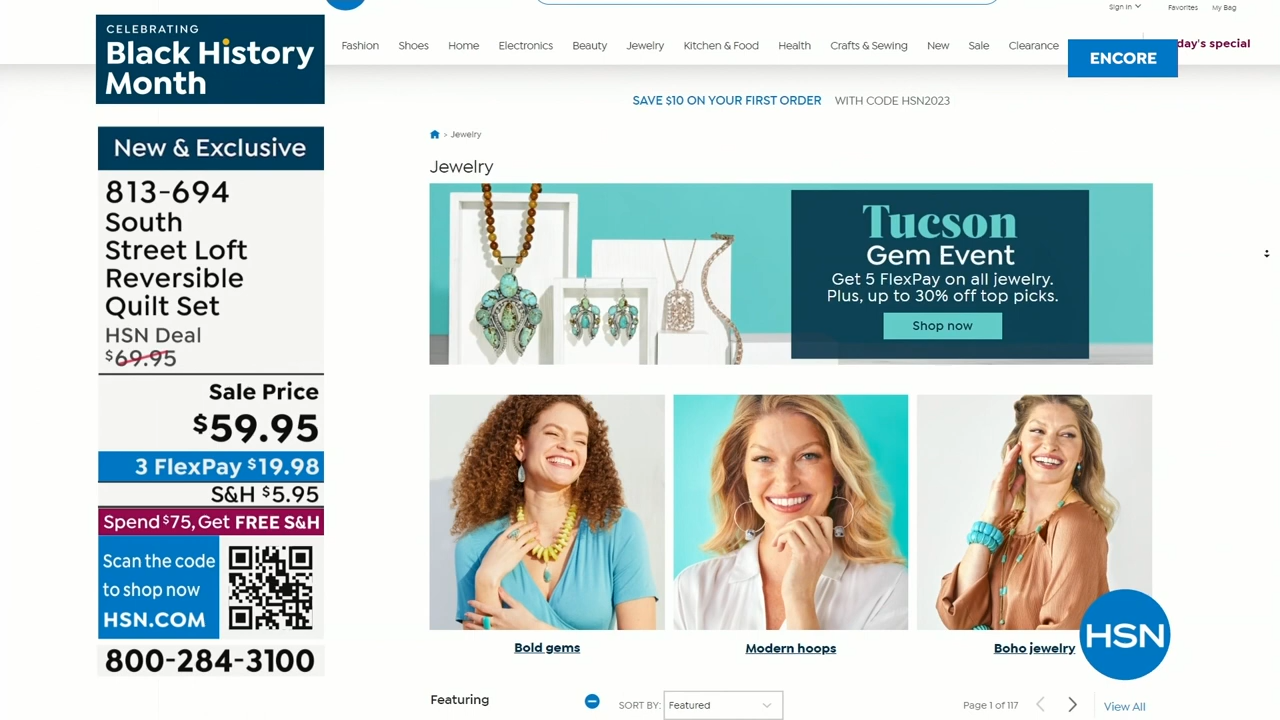 CELEBRATING
Black History
Month
New & Exclusive
813-694
South
Street Loft
Reversible
Quilt Set
HSN Deal
$69.95
Sale Price
$59.95
3 FlexPay $19.98
S&H $5.95
Spend $75, Get FREE S&H
Scan the code
to shop now
HSN.COM
800-284-3100
Sign In Favorites My Bag
Fashion Shoes Home Electronics Beauty Jewelry Kitchen & Food Health Crafts & Sewing New Sale Clearance day's special
ENCORE
SAVE $10 ON YOUR FIRST ORDER WITH CODE HSN2023
> Jewelry
Jewelry
Tucson
Gem Event
Get 5 FlexPay on all jewelry.
Plus, up to 30% off top picks.
Shop now
Bold gems Modern hoops Boho jewelry
HSN
Featuring SORT BY: Featured Page 1 of 117 View All